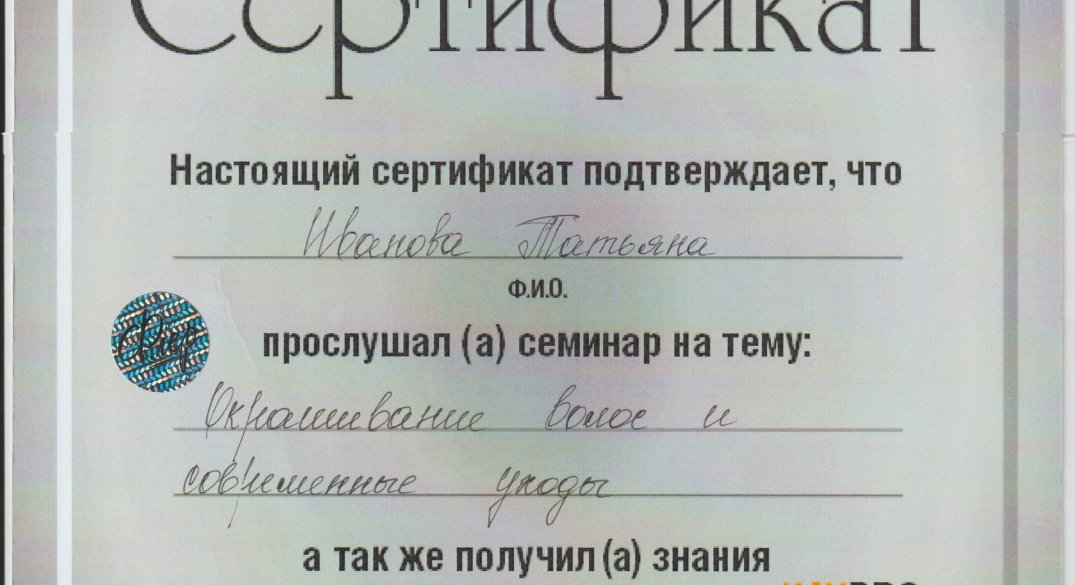 Сертификат
Настоящий сертификат подтверждает, что
Иванова Татьяна
Ф.И.О.
прослушал (а) семинар на тему:
Окрашивание волос и
современные уходы
а так же получил (а) знания